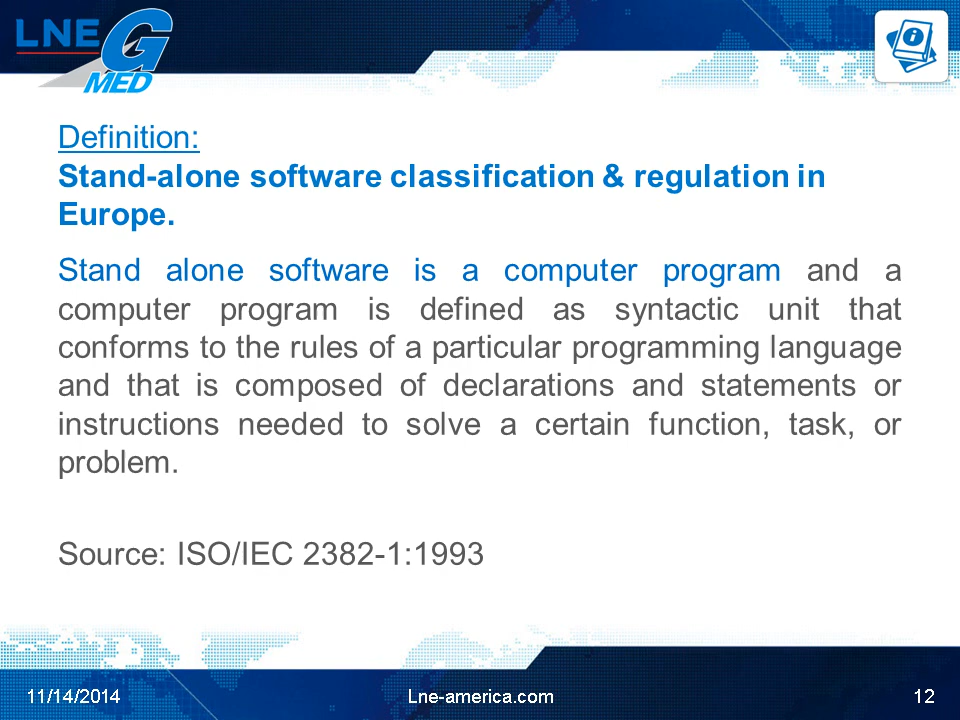 LNE G
MED
Definition:
Stand-alone software classification & regulation in
Europe.
Stand alone software is a computer program and a
computer program is defined as syntactic unit that
conforms to the rules of a particular programming language
and that is composed of declarations and statements or
instructions needed to solve a certain function, task, or
problem.
Source: ISO/IEC 2382-1:1993
11/14/2014
Lne-america.com
12